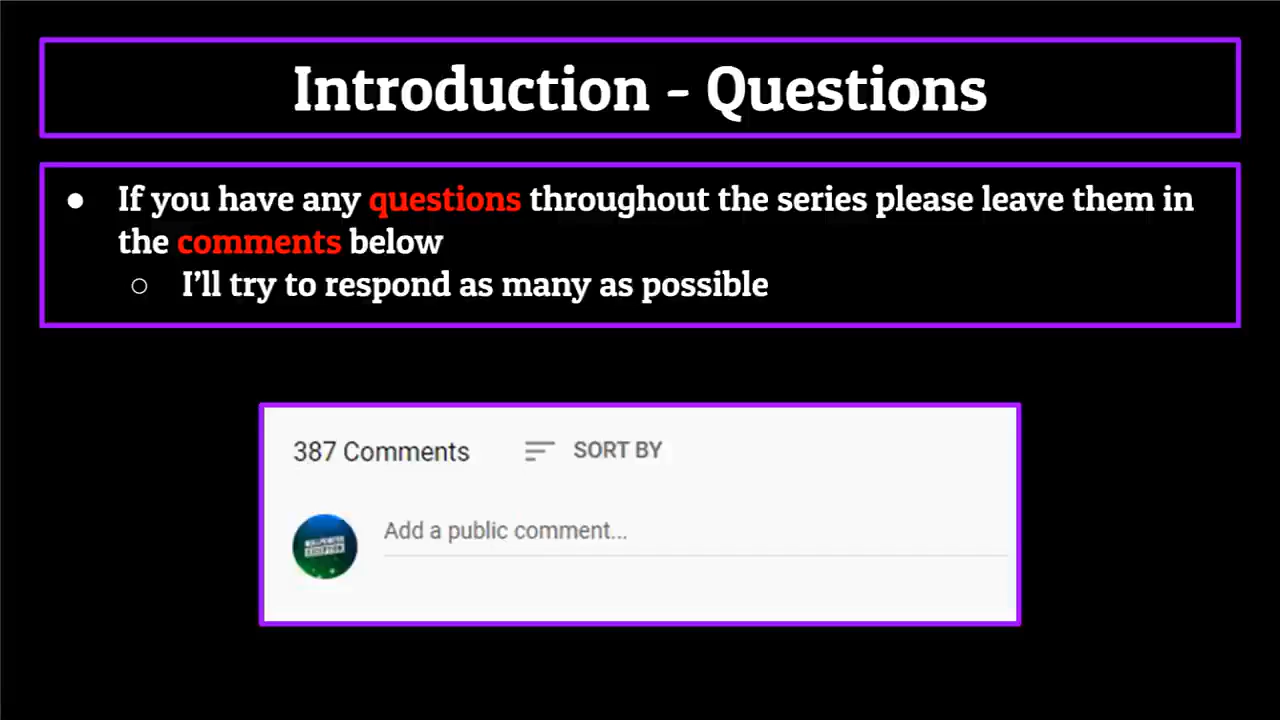 Introduction - Questions
● If you have any questions throughout the series please leave them in
the comments below
○ I'll try to respond as many as possible
387 Comments SORT BY
Add a public comment...